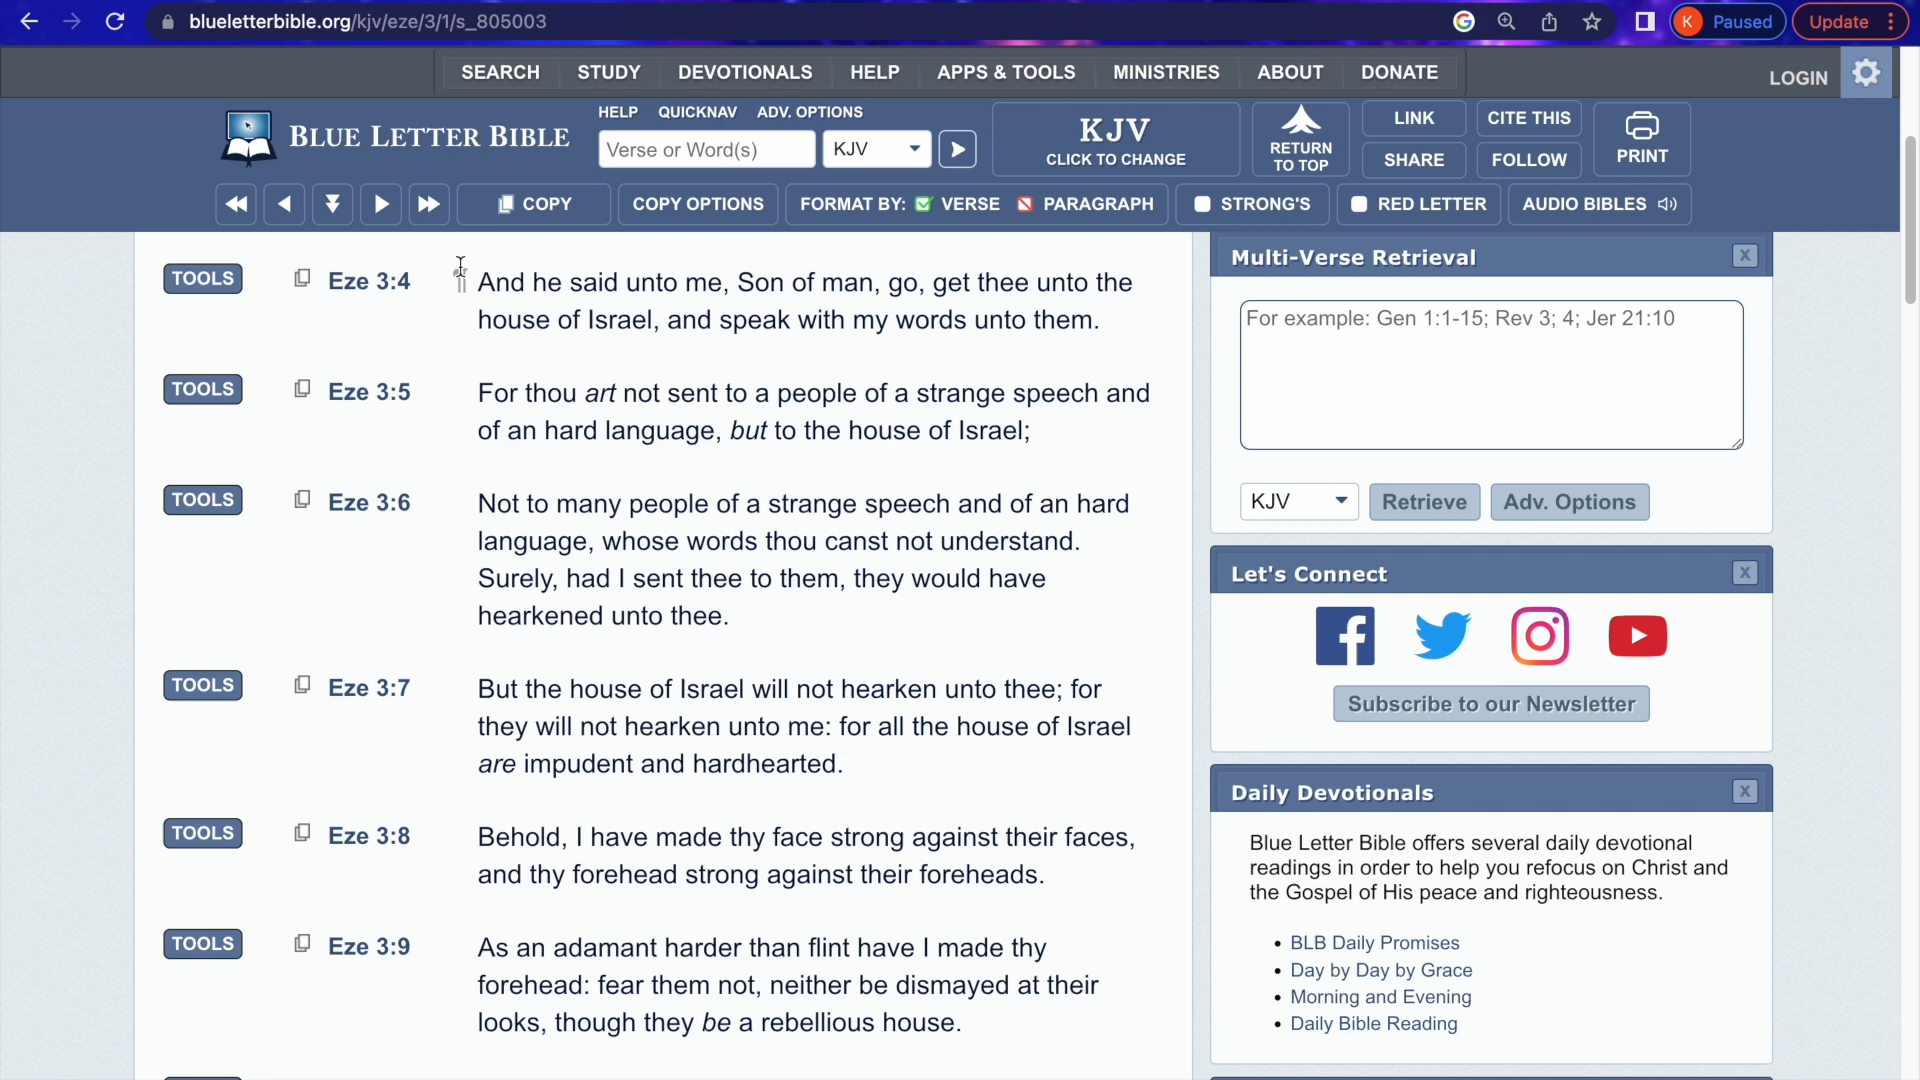 blueletterbible.org/kjv/eze/3/1/s_805003
K Paused
Update
SEARCH STUDY DEVOTIONALS HELP APPS & TOOLS MINISTRIES ABOUT DONATE
LOGIN
BLUE LETTER BIBLE
HELP QUICKNAV ADV. OPTIONS
Verse or Word(s)
KJV
KJV
CLICK TO CHANGE
RETURN
TO TOP
LINK
CITE THIS
SHARE
FOLLOW
PRINT
COPY
COPY OPTIONS
FORMAT BY: VERSE PARAGRAPH
STRONG'S
RED LETTER
AUDIO BIBLES
TOOLS Eze 3:4 ¶ And he said unto me, Son of man, go, get thee unto the
house of Israel, and speak with my words unto them.
TOOLS Eze 3:5 For thou art not sent to a people of a strange speech and
of an hard language, but to the house of Israel;
TOOLS Eze 3:6 Not to many people of a strange speech and of an hard
language, whose words thou canst not understand.
Surely, had I sent thee to them, they would have
hearkened unto thee.
TOOLS Eze 3:7 But the house of Israel will not hearken unto thee; for
they will not hearken unto me: for all the house of Israel
are impudent and hardhearted.
TOOLS Eze 3:8 Behold, I have made thy face strong against their faces,
and thy forehead strong against their foreheads.
TOOLS Eze 3:9 As an adamant harder than flint have I made thy
forehead: fear them not, neither be dismayed at their
looks, though they be a rebellious house.
Multi-Verse Retrieval X
For example: Gen 1:1-15; Rev 3; 4; Jer 21:10
KJV Retrieve Adv. Options
Let's Connect X
Subscribe to our Newsletter
Daily Devotionals X
Blue Letter Bible offers several daily devotional
readings in order to help you refocus on Christ and
the Gospel of His peace and righteousness.
• BLB Daily Promises
• Day by Day by Grace
• Morning and Evening
• Daily Bible Reading